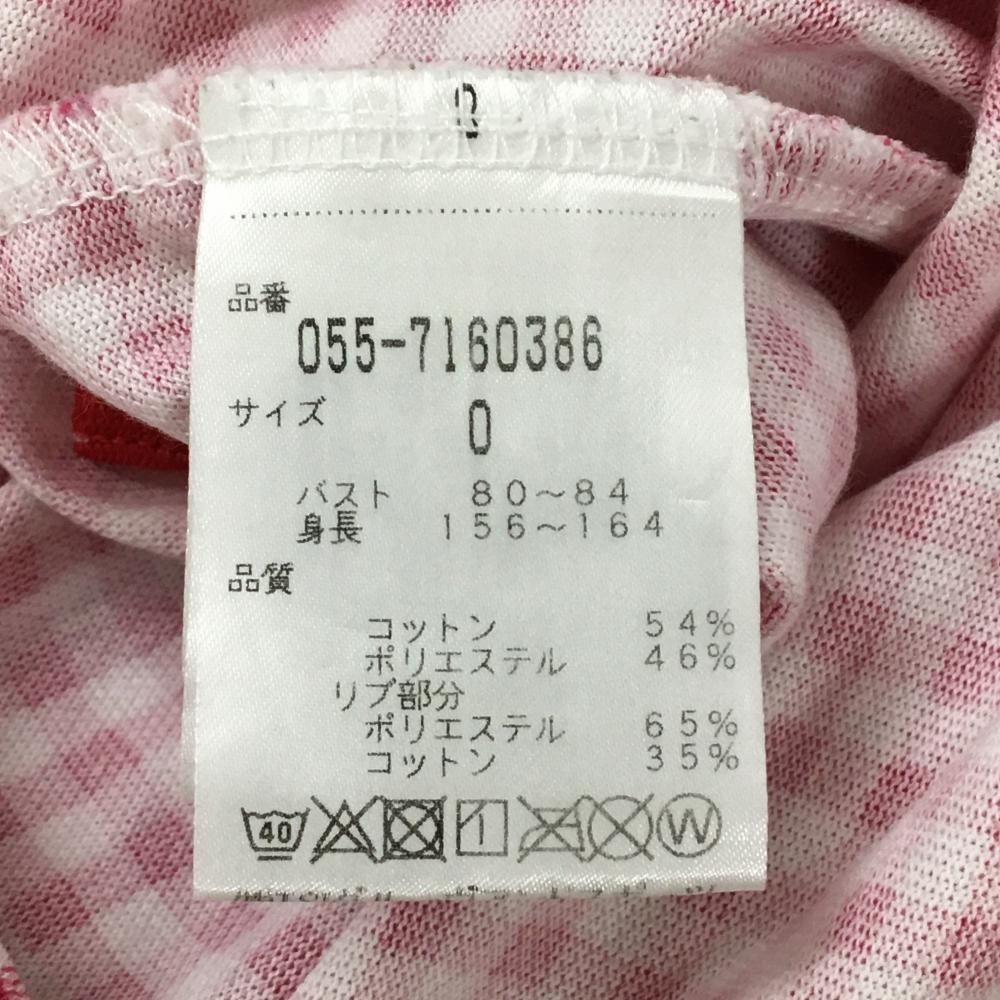 0
品番
055-7160386
サイズ
0
バスト 80~84
身長 156~164
品質
コットン 54%
ポリエステル 46%
リブ部分
ポリエステル 65%
コットン 35%
40 W